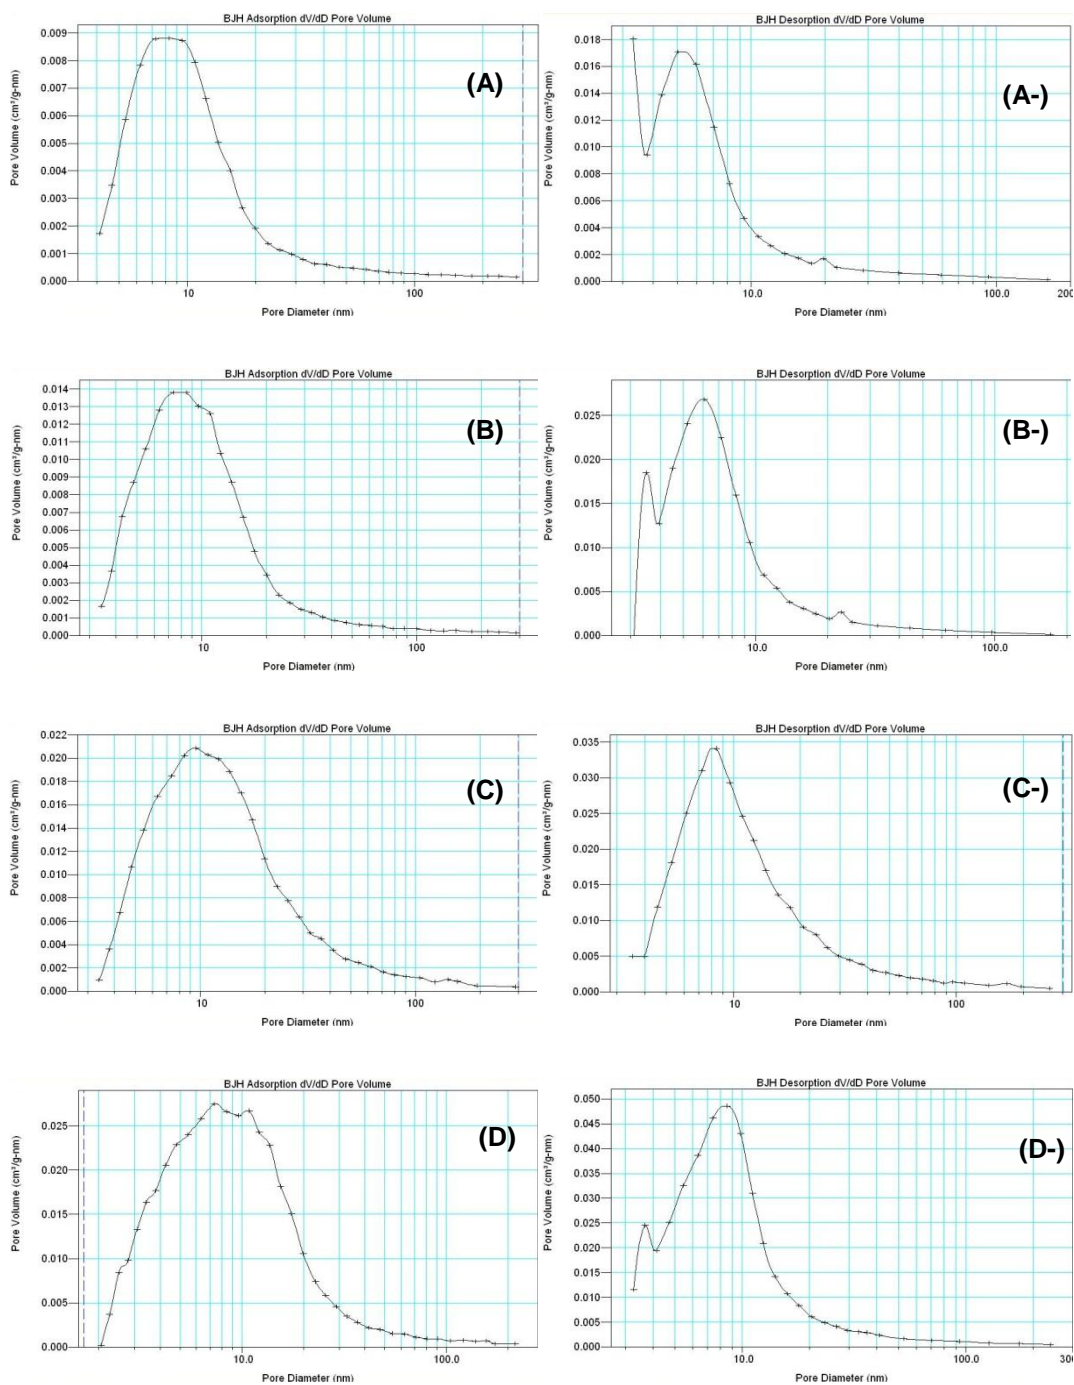 BJH Adsorption dV/dD Pore Volume
Pore Volume (cm³/g-nm)
0.009
0.008
0.007
0.006
0.005
0.004
0.003
0.002
0.001
0.000
10
100
Pore Diameter (nm)
(A)
BJH Desorption dV/dD Pore Volume
Pore Volume (cm³/g-nm)
0.018
0.016
0.014
0.012
0.010
0.008
0.006
0.004
0.002
0.000
10.0
100.0
200
Pore Diameter (nm)
(A-)
BJH Adsorption dV/dD Pore Volume
Pore Volume (cm³/g-nm)
0.014
0.013
0.011
0.010
0.009
0.008
0.007
0.006
0.005
0.004
0.003
0.002
0.001
0.000
10
100
Pore Diameter (nm)
(B)
BJH Desorption dV/dD Pore Volume
Pore Volume (cm³/g-nm)
0.025
0.020
0.015
0.010
0.005
0.000
10.0
100.0
Pore Diameter (nm)
(B-)
BJH Adsorption dV/dD Pore Volume
Pore Volume (cm³/g-nm)
0.022
0.020
0.018
0.016
0.014
0.012
0.010
0.008
0.006
0.004
0.002
0.000
10
100
Pore Diameter (nm)
(C)
BJH Desorption dV/dD Pore Volume
Pore Volume (cm³/g-nm)
0.035
0.030
0.025
0.020
0.015
0.010
0.005
0.000
10
100
Pore Diameter (nm)
(C-)
BJH Adsorption dV/dD Pore Volume
Pore Volume (cm³/g-nm)
0.025
0.020
0.015
0.010
0.005
0.000
10.0
100.0
Pore Diameter (nm)
(D)
BJH Desorption dV/dD Pore Volume
Pore Volume (cm³/g-nm)
0.050
0.045
0.040
0.035
0.030
0.025
0.020
0.015
0.010
0.005
0.000
10.0
100.0
300
Pore Diameter (nm)
(D-)